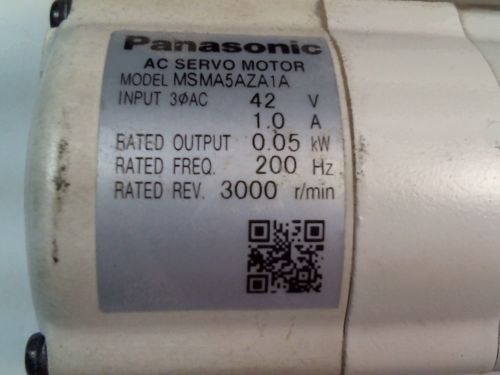 Panasonic
AC SERVO MOTOR
MODEL MSMA5AZA1A
INPUT 3øAC 42 V
1.0 A
RATED OUTPUT 0.05 kW
RATED FREQ. 200 Hz
RATED REV. 3000 r/min